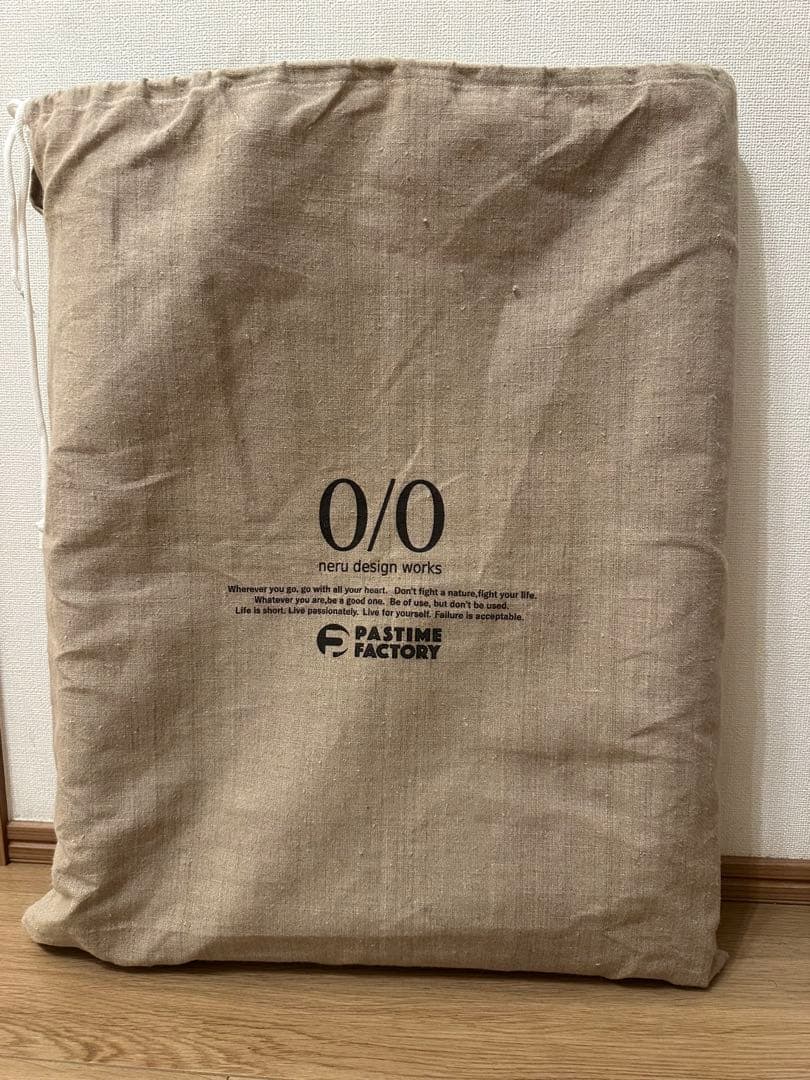 0/0
neru design works
Wherever you go, go with all your heart. Don't fight a nature,fight your life.
Whatever you are,be a good one. Be of use, but don't be used.
Life is short. Live passionately. Live for yourself. Failure is acceptable.
PASTIME
FACTORY